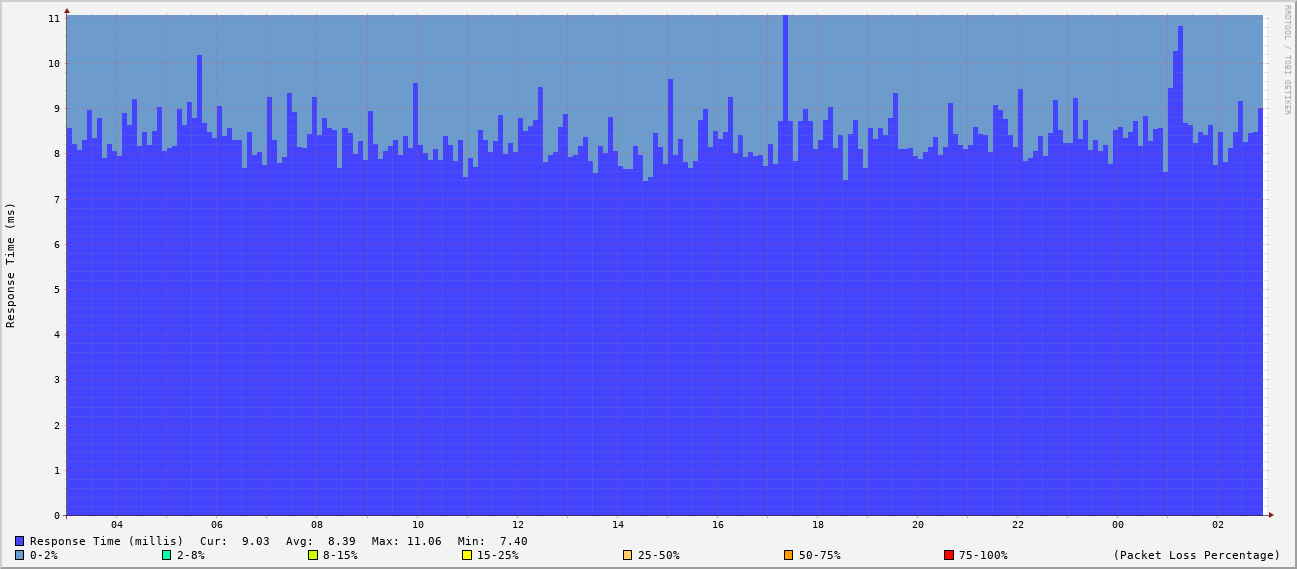 RRDTOOL / TOBI OETIKER
Response Time (ms)
11
10
9
8
7
6
5
4
3
2
1
0
04 06 08 10 12 14 16 18 20 22 00 02
Response Time (millis) Cur: 9.03 Avg: 8.39 Max: 11.06 Min: 7.40
0-2% 2-8% 8-15% 15-25% 25-50% 50-75% 75-100% (Packet Loss Percentage)